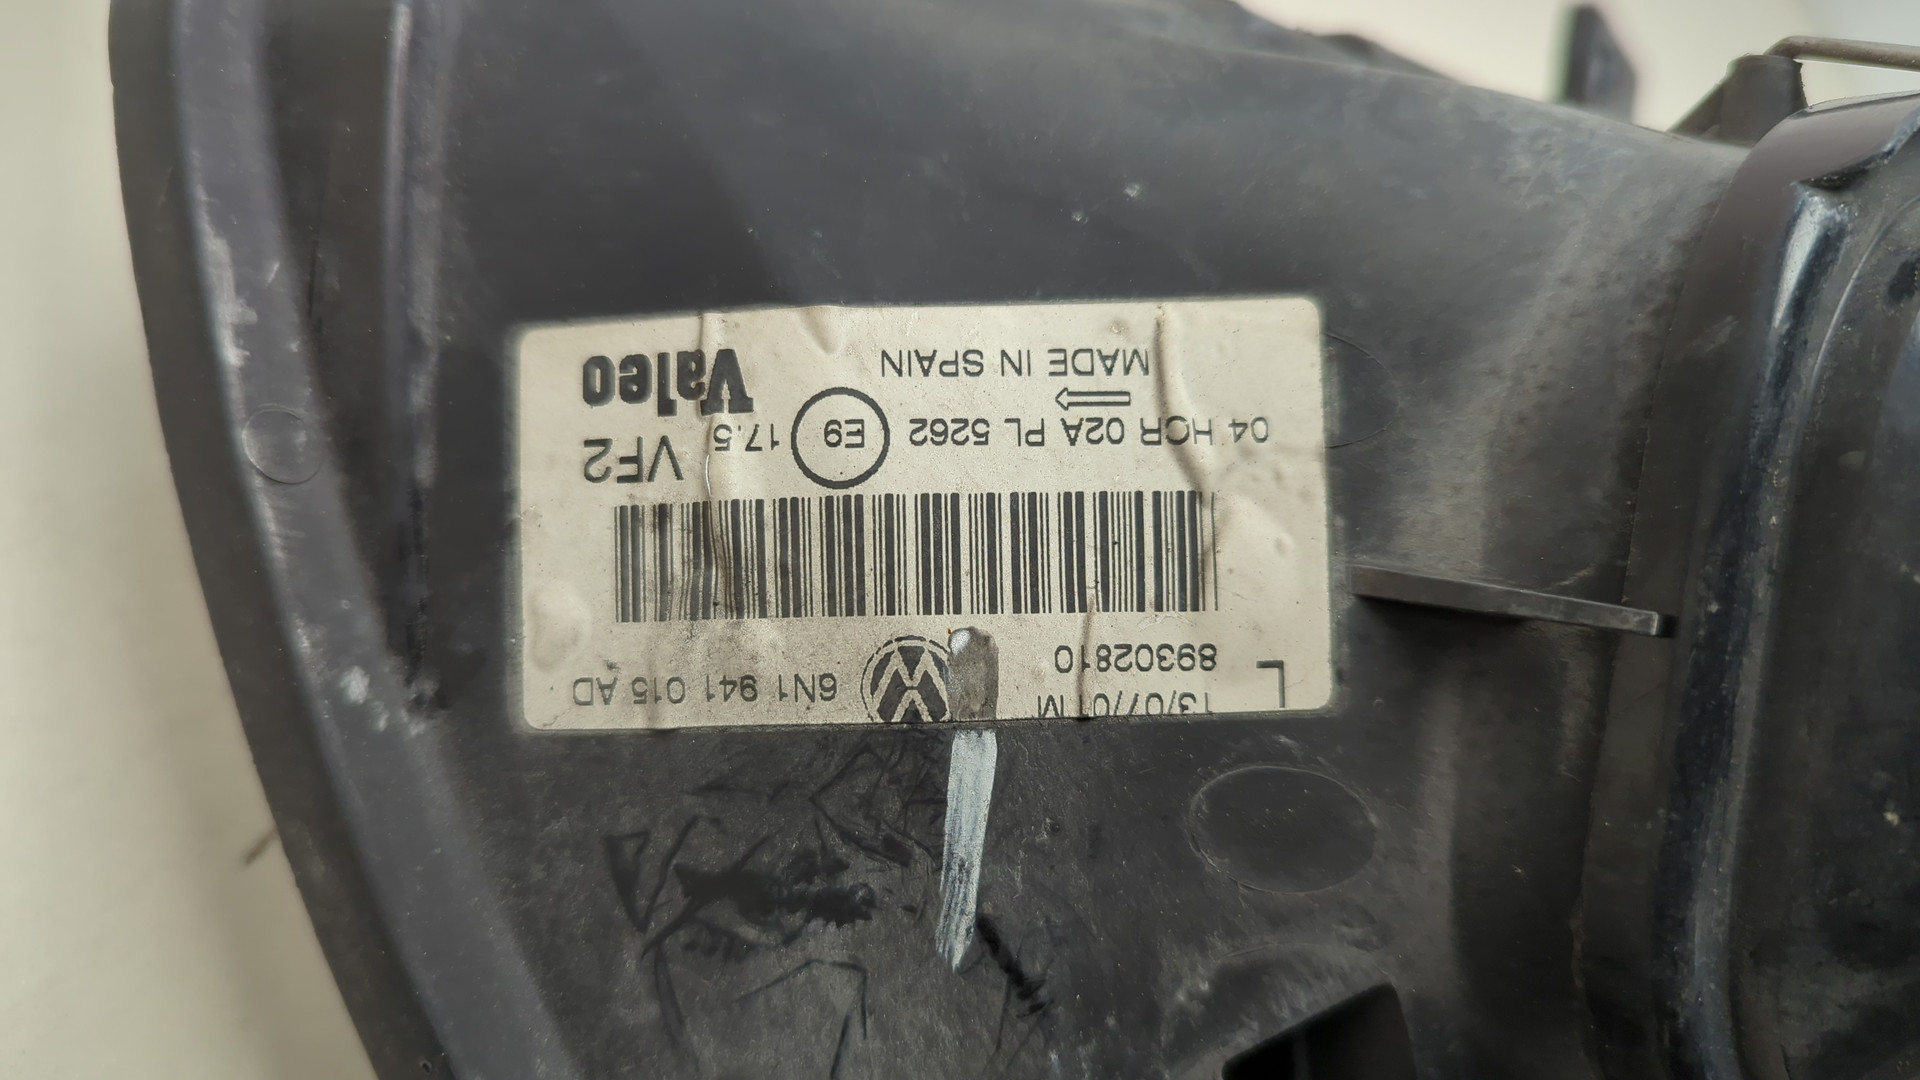 L 13/07/01M
89302810
6N1 941 015 AD
04 HCR 02A PL 5262 E9 17.5 VF2
MADE IN SPAIN
Valeo